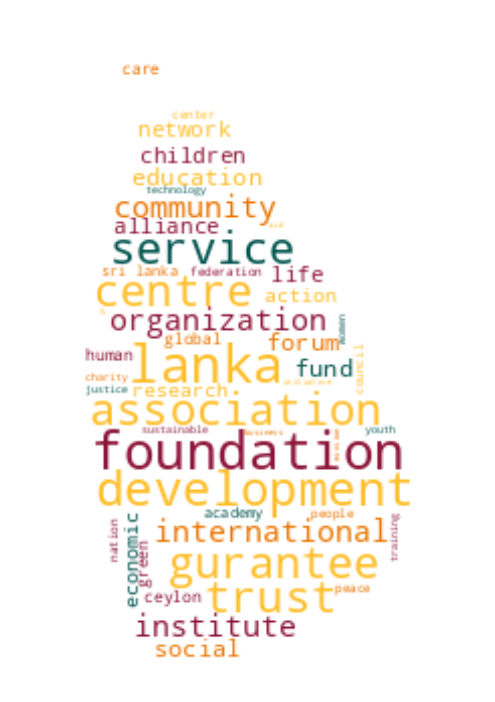 care
center
network
children
education
technology
community
alliance
service
sri lanka federation life
centre action
organization women
global forum
human lanka fund council
charity
justice research
association
sustainable business youth
foundation
development
academy people
nation economic green international training
gurantee
ceylon trust peace
institute
social